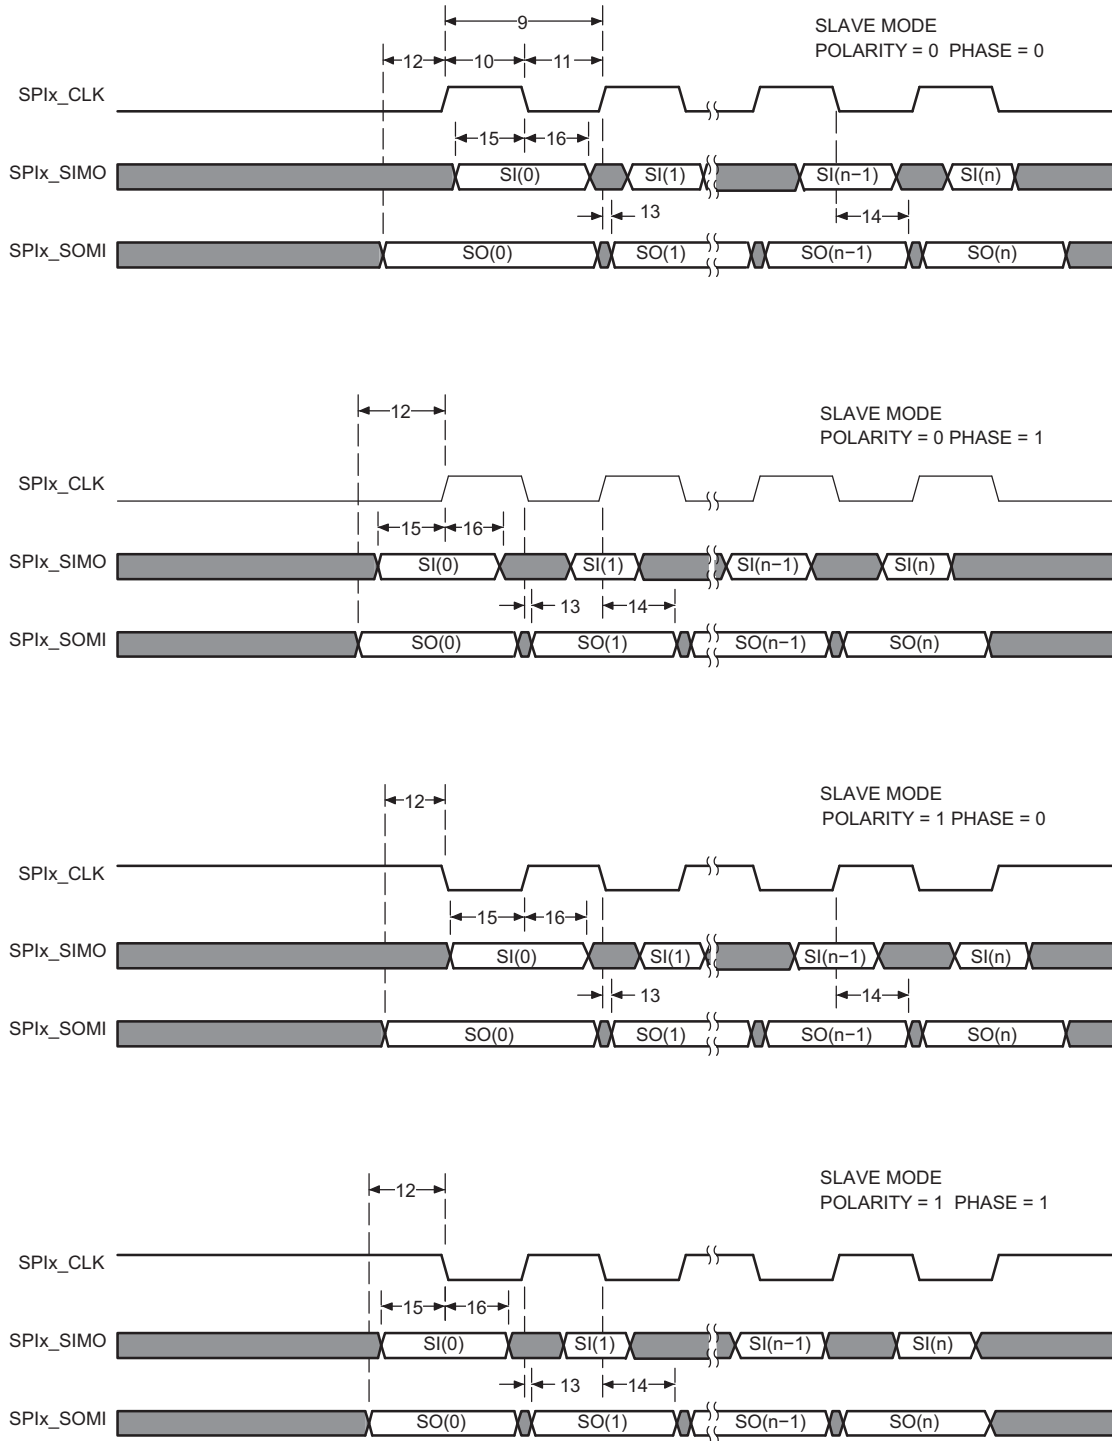 9
SLAVE MODE
POLARITY = 0 PHASE = 0
12 10 11
SPIx_CLK
15 16
SPIx_SIMO SI(0) SI(1) SI(n−1) SI(n)
13 14
SPIx_SOMI SO(0) SO(1) SO(n−1) SO(n)
12
SLAVE MODE
POLARITY = 0 PHASE = 1
SPIx_CLK
15 16
SPIx_SIMO SI(0) SI(1) SI(n−1) SI(n)
13 14
SPIx_SOMI SO(0) SO(1) SO(n−1) SO(n)
12
SLAVE MODE
POLARITY = 1 PHASE = 0
SPIx_CLK
15 16
SPIx_SIMO SI(0) SI(1) SI(n−1) SI(n)
13 14
SPIx_SOMI SO(0) SO(1) SO(n−1) SO(n)
12
SLAVE MODE
POLARITY = 1 PHASE = 1
SPIx_CLK
15 16
SPIx_SIMO SI(0) SI(1) SI(n−1) SI(n)
13 14
SPIx_SOMI SO(0) SO(1) SO(n−1) SO(n)